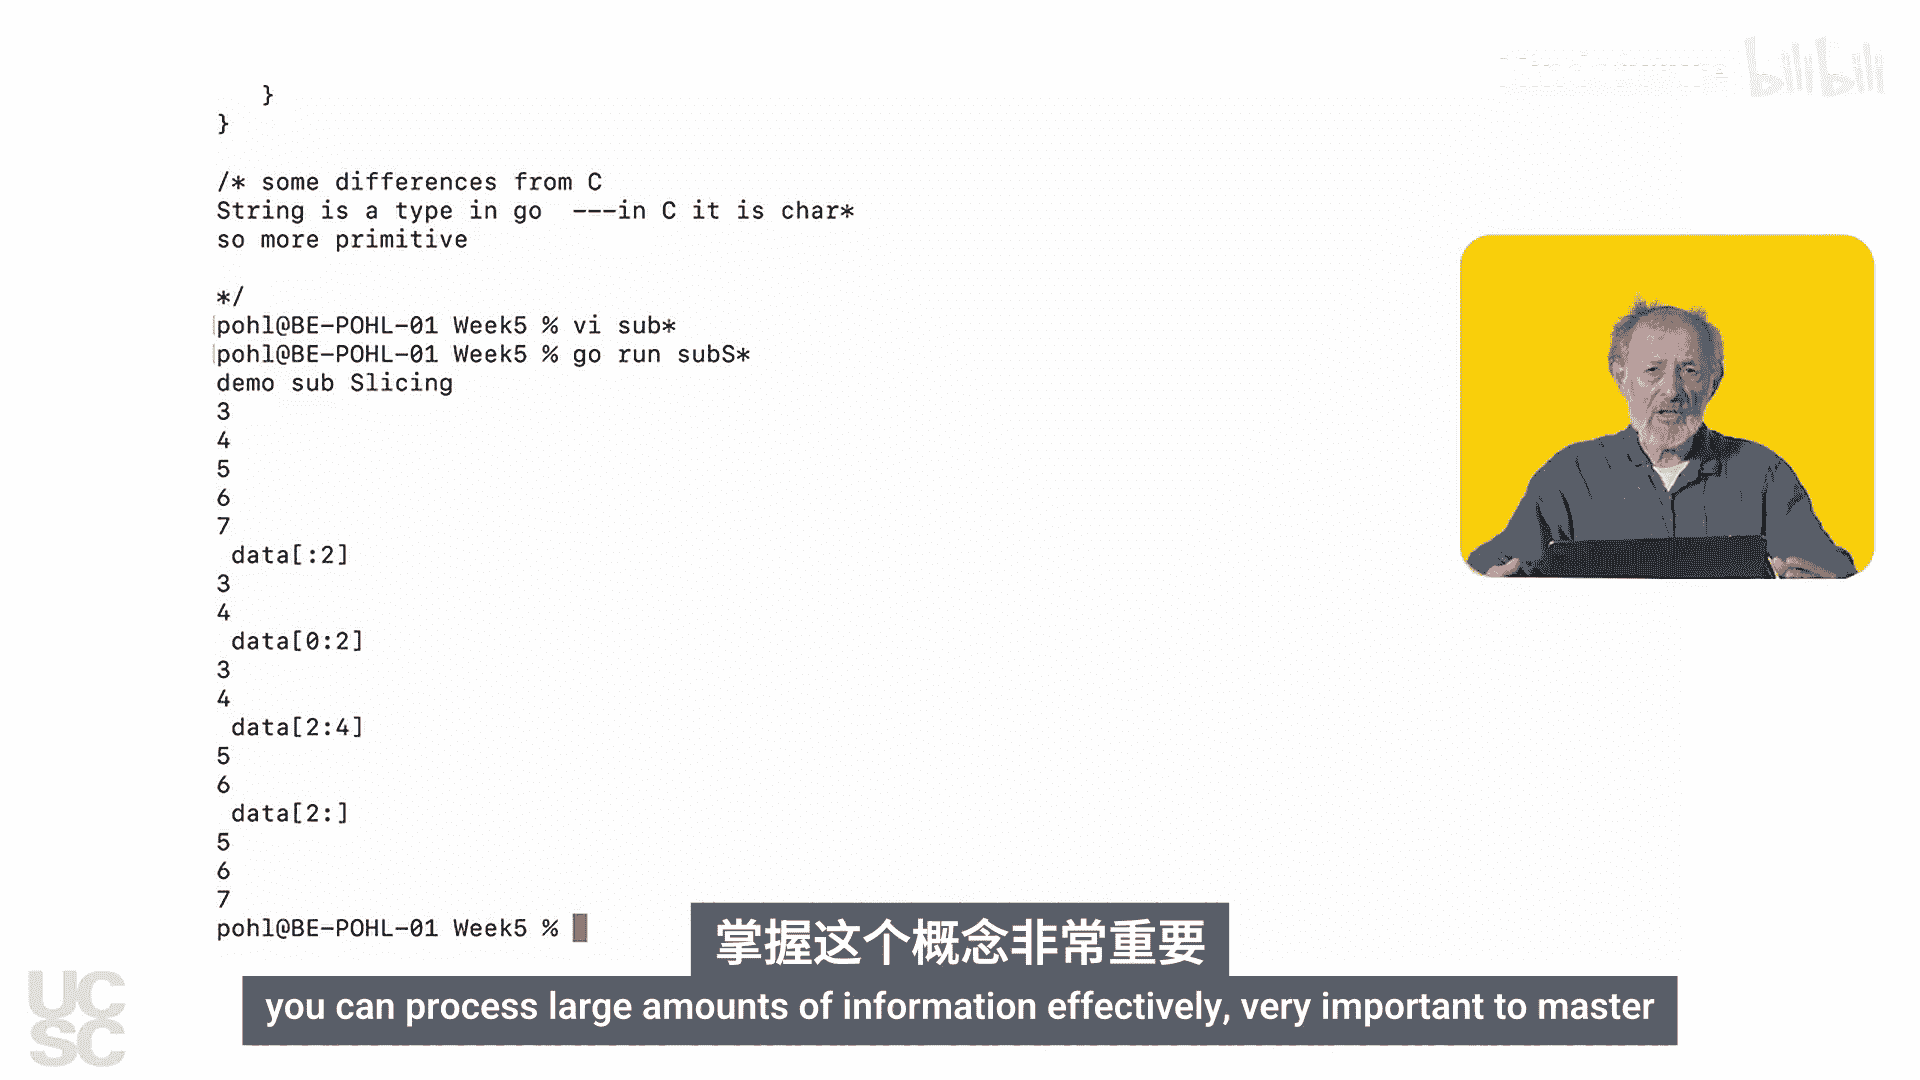 bilibili
}
}
/* some differences from C
String is a type in go  ---in C it is char*
so more primitive
*/
pohl@BE-POHL-01 Week5 % vi sub*
pohl@BE-POHL-01 Week5 % go run subS*
demo sub Slicing
3
4
5
6
7
data[:2]
3
4
data[0:2]
3
4
data[2:4]
5
6
data[2:]
5
6
7
pohl@BE-POHL-01 Week5 %
掌握这个概念非常重要
you can process large amounts of information effectively, very important to master
UC
SC